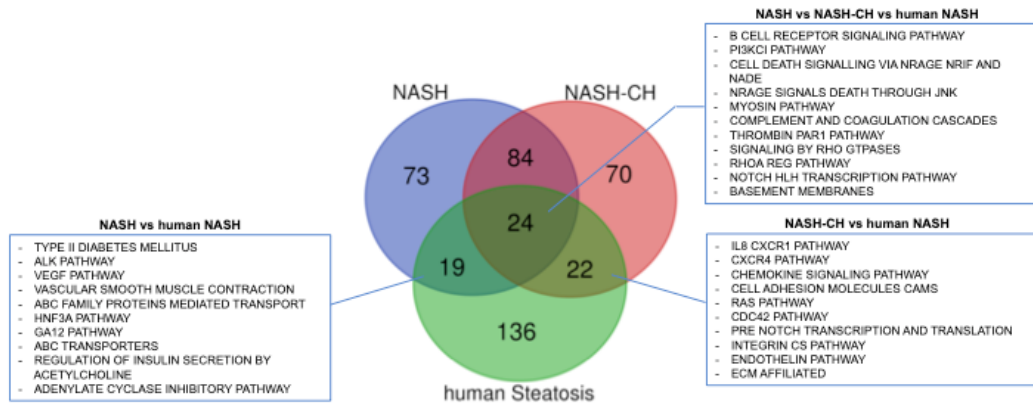 NASH vs NASH-CH vs human NASH
- B CELL RECEPTOR SIGNALING PATHWAY
- PI3KCI PATHWAY
- CELL DEATH SIGNALLING VIA NRAGE NRIF AND
NADE
- NRAGE SIGNALS DEATH THROUGH JNK
- MYOSIN PATHWAY
- COMPLEMENT AND COAGULATION CASCADES
- THROMBIN PAR1 PATHWAY
- SIGNALING BY RHO GTPASES
- RHOA REG PATHWAY
- NOTCH HLH TRANSCRIPTION PATHWAY
- BASEMENT MEMBRANES
NASH
NASH-CH
73
84
70
24
19
22
136
human Steatosis
NASH vs human NASH
- TYPE II DIABETES MELLITUS
- ALK PATHWAY
- VEGF PATHWAY
- VASCULAR SMOOTH MUSCLE CONTRACTION
- ABC FAMILY PROTEINS MEDIATED TRANSPORT
- HNF3A PATHWAY
- GA12 PATHWAY
- ABC TRANSPORTERS
- REGULATION OF INSULIN SECRETION BY
ACETYLCHOLINE
- ADENYLATE CYCLASE INHIBITORY PATHWAY
NASH-CH vs human NASH
- IL8 CXCR1 PATHWAY
- CXCR4 PATHWAY
- CHEMOKINE SIGNALING PATHWAY
- CELL ADHESION MOLECULES CAMS
- RAS PATHWAY
- CDC42 PATHWAY
- PRE NOTCH TRANSCRIPTION AND TRANSLATION
- INTEGRIN CS PATHWAY
- ENDOTHELIN PATHWAY
- ECM AFFILIATED